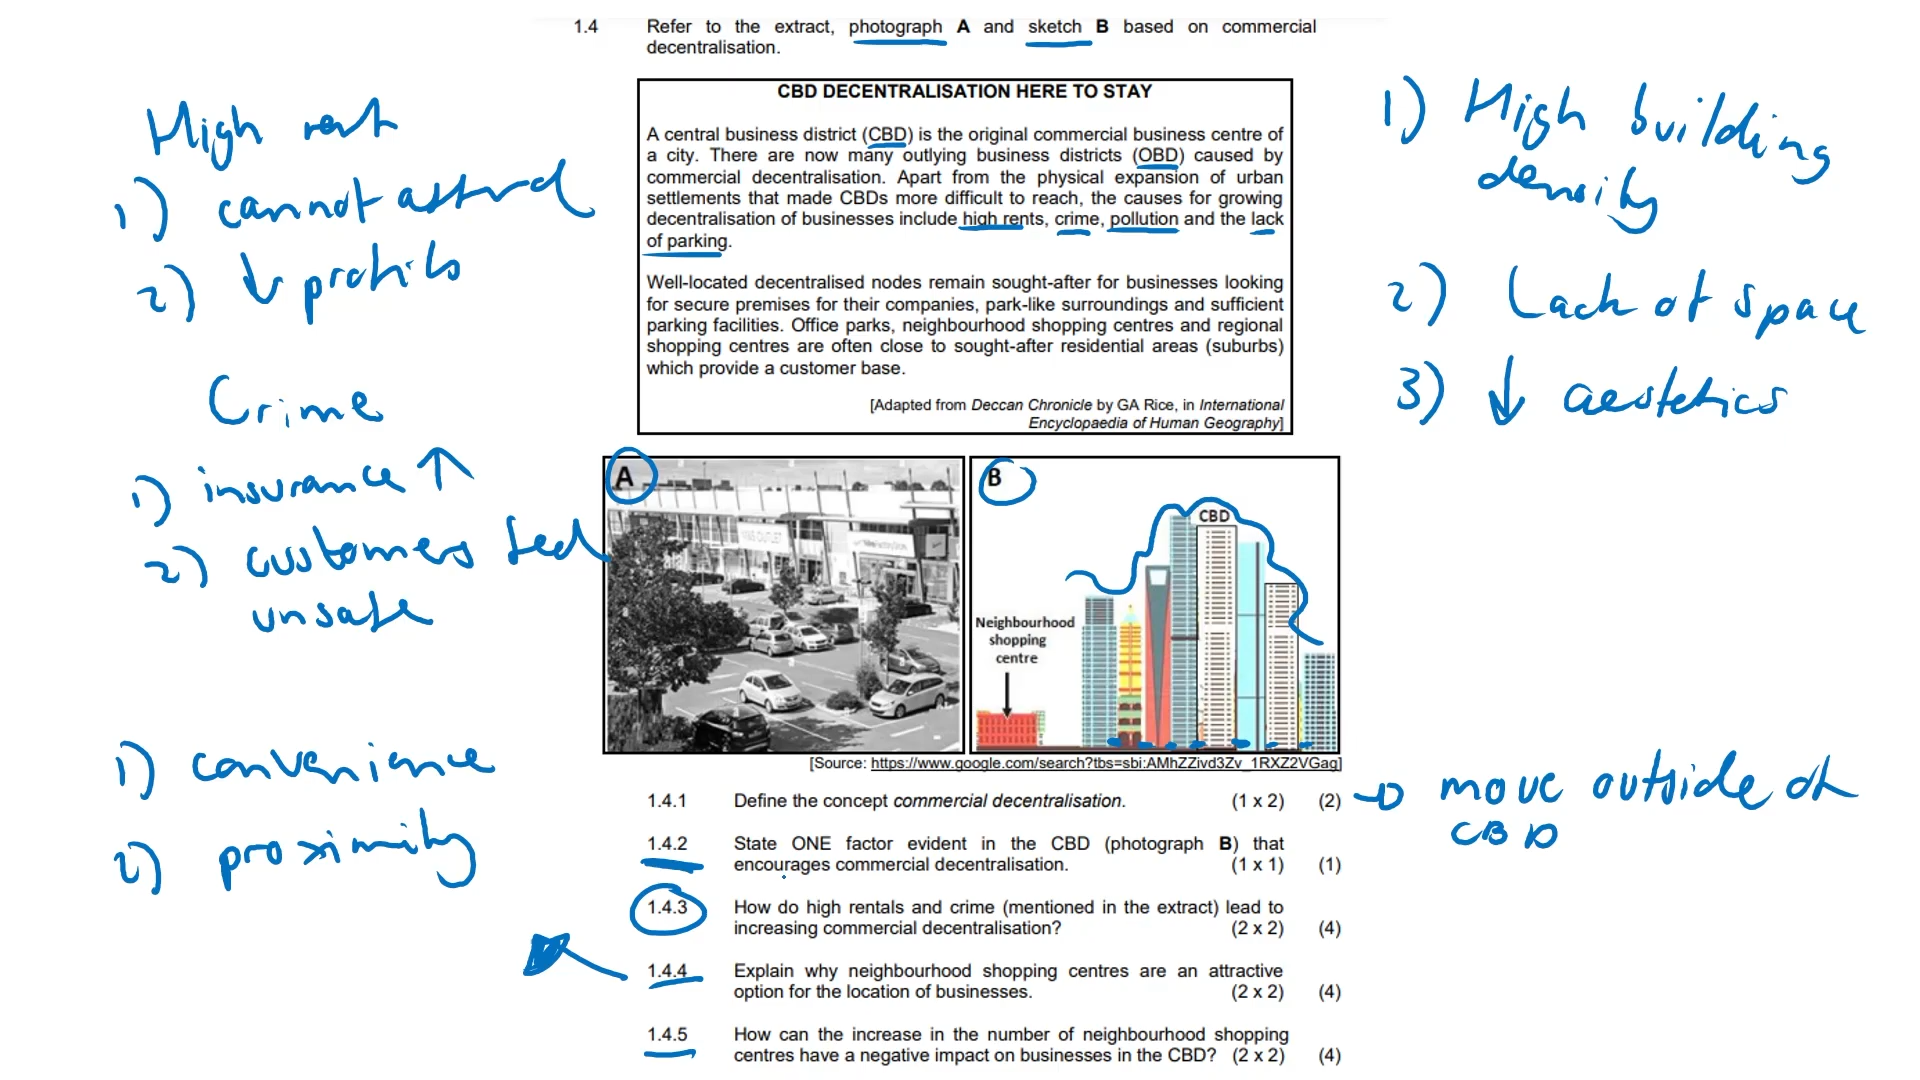 1.4 Refer to the extract, photograph A and sketch B based on commercial
decentralisation.
CBD DECENTRALISATION HERE TO STAY
A central business district (CBD) is the original commercial business centre of
a city. There are now many outlying business districts (OBD) caused by
commercial decentralisation. Apart from the physical expansion of urban
settlements that made CBDs more difficult to reach, the causes for growing
decentralisation of businesses include high rents, crime, pollution and the lack
of parking.
Well-located decentralised nodes remain sought-after for businesses looking
for secure premises for their companies, park-like surroundings and sufficient
parking facilities. Office parks, neighbourhood shopping centres and regional
shopping centres are often close to sought-after residential areas (suburbs)
which provide a customer base.
[Adapted from Deccan Chronicle by GA Rice, in International
Encyclopaedia of Human Geography]
High rent
1) cannot afford
2) ↓ profits
Crime
1) insurance ↑
2) customers feel
unsafe
1) convenience
2) proximity
1) High building
density
2) Lack of space
3) ↓ aestetics
A
B
CBD
Neighbourhood
shopping
centre
[Source: https://www.google.com/search?tbs=sbi:AMhZZivd3Zv_1RXZ2VGag]
1.4.1 Define the concept commercial decentralisation. (1 x 2) (2)
→ move outside of
CBD
1.4.2 State ONE factor evident in the CBD (photograph B) that
encourages commercial decentralisation. (1 x 1) (1)
1.4.3 How do high rentals and crime (mentioned in the extract) lead to
increasing commercial decentralisation? (2 x 2) (4)
1.4.4 Explain why neighbourhood shopping centres are an attractive
option for the location of businesses. (2 x 2) (4)
1.4.5 How can the increase in the number of neighbourhood shopping
centres have a negative impact on businesses in the CBD? (2 x 2) (4)